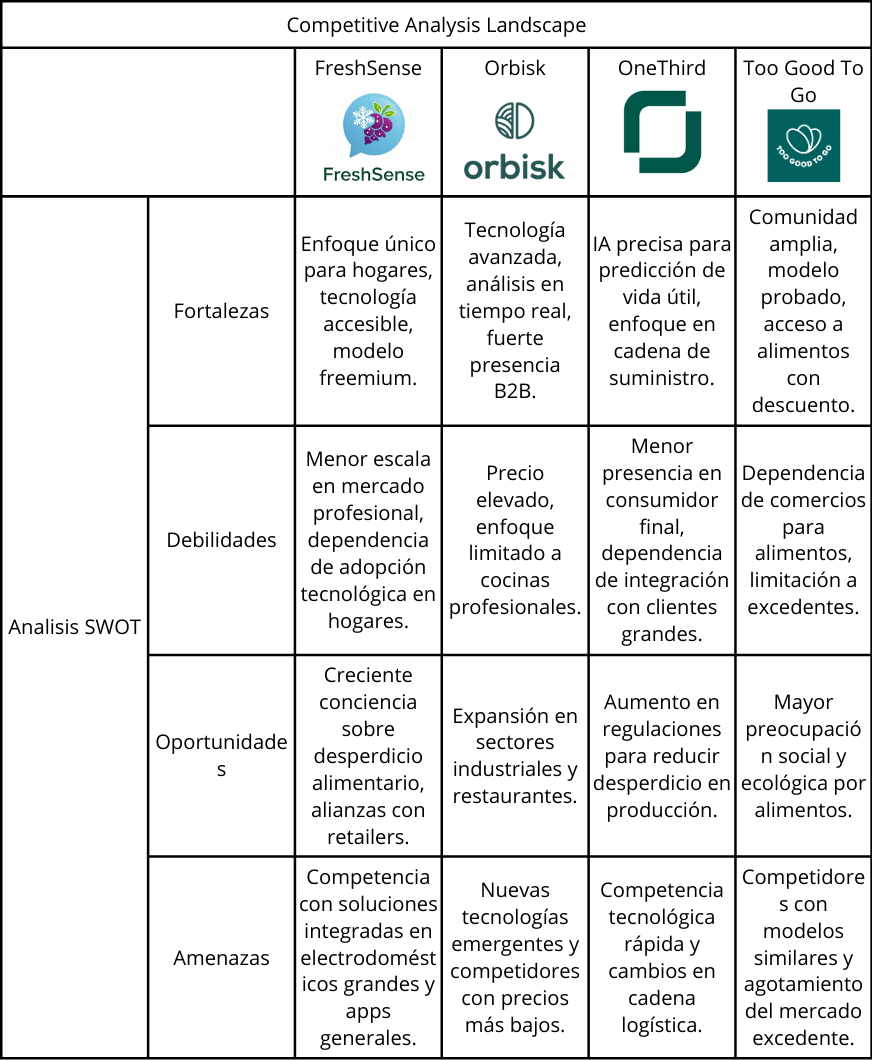 Competitive Analysis Landscape
FreshSense
Orbisk
OneThird
Too Good To
Go
FreshSense
orbisk
TOO GOOD TO GO
Analisis SWOT
Fortalezas
Enfoque único
para hogares,
tecnología
accesible,
modelo
freemium.
Tecnología
avanzada,
análisis en
tiempo real,
fuerte
presencia
B2B.
IA precisa para
predicción de
vida útil,
enfoque en
cadena de
suministro.
Comunidad
amplia,
modelo
probado,
acceso a
alimentos
con
descuento.
Debilidades
Menor escala
en mercado
profesional,
dependencia
de adopción
tecnológica en
hogares.
Precio
elevado,
enfoque
limitado a
cocinas
profesionales.
Menor
presencia en
consumidor
final,
dependencia
de integración
con clientes
grandes.
Dependencia
de comercios
para
alimentos,
limitación a
excedentes.
Oportunidade
s
Creciente
conciencia
sobre
desperdicio
alimentario,
alianzas con
retailers.
Expansión en
sectores
industriales y
restaurantes.
Aumento en
regulaciones
para reducir
desperdicio en
producción.
Mayor
preocupació
n social y
ecológica por
alimentos.
Amenazas
Competencia
con soluciones
integradas en
electrodomést
icos grandes y
apps
generales.
Nuevas
tecnologías
emergentes y
competidores
con precios
más bajos.
Competencia
tecnológica
rápida y
cambios en
cadena
logística.
Competidore
s con
modelos
similares y
agotamiento
del mercado
excedente.